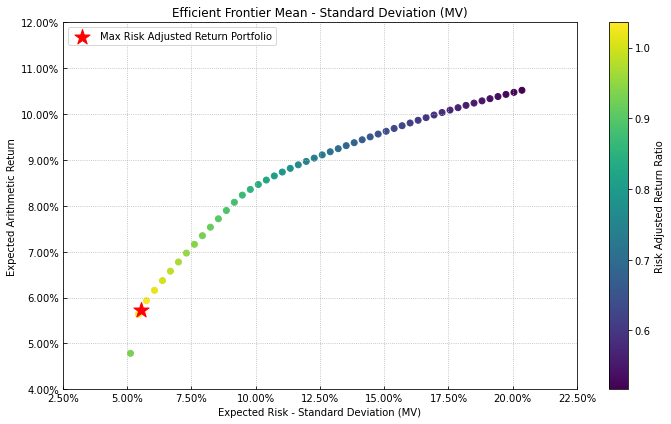 Efficient Frontier Mean - Standard Deviation (MV)
Max Risk Adjusted Return Portfolio
12.00%
11.00%
10.00%
9.00%
8.00%
7.00%
6.00%
5.00%
4.00%
Expected Arithmetic Return
2.50% 5.00% 7.50% 10.00% 12.50% 15.00% 17.50% 20.00% 22.50%
Expected Risk - Standard Deviation (MV)
1.0
0.9
0.8
0.7
0.6
Risk Adjusted Return Ratio